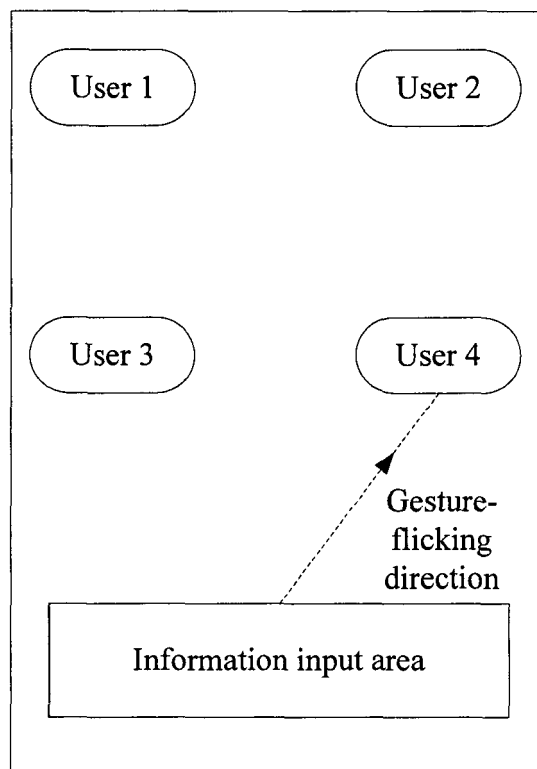 User 1
User 2
User 3
User 4
Gesture-
flicking
direction
Information input area